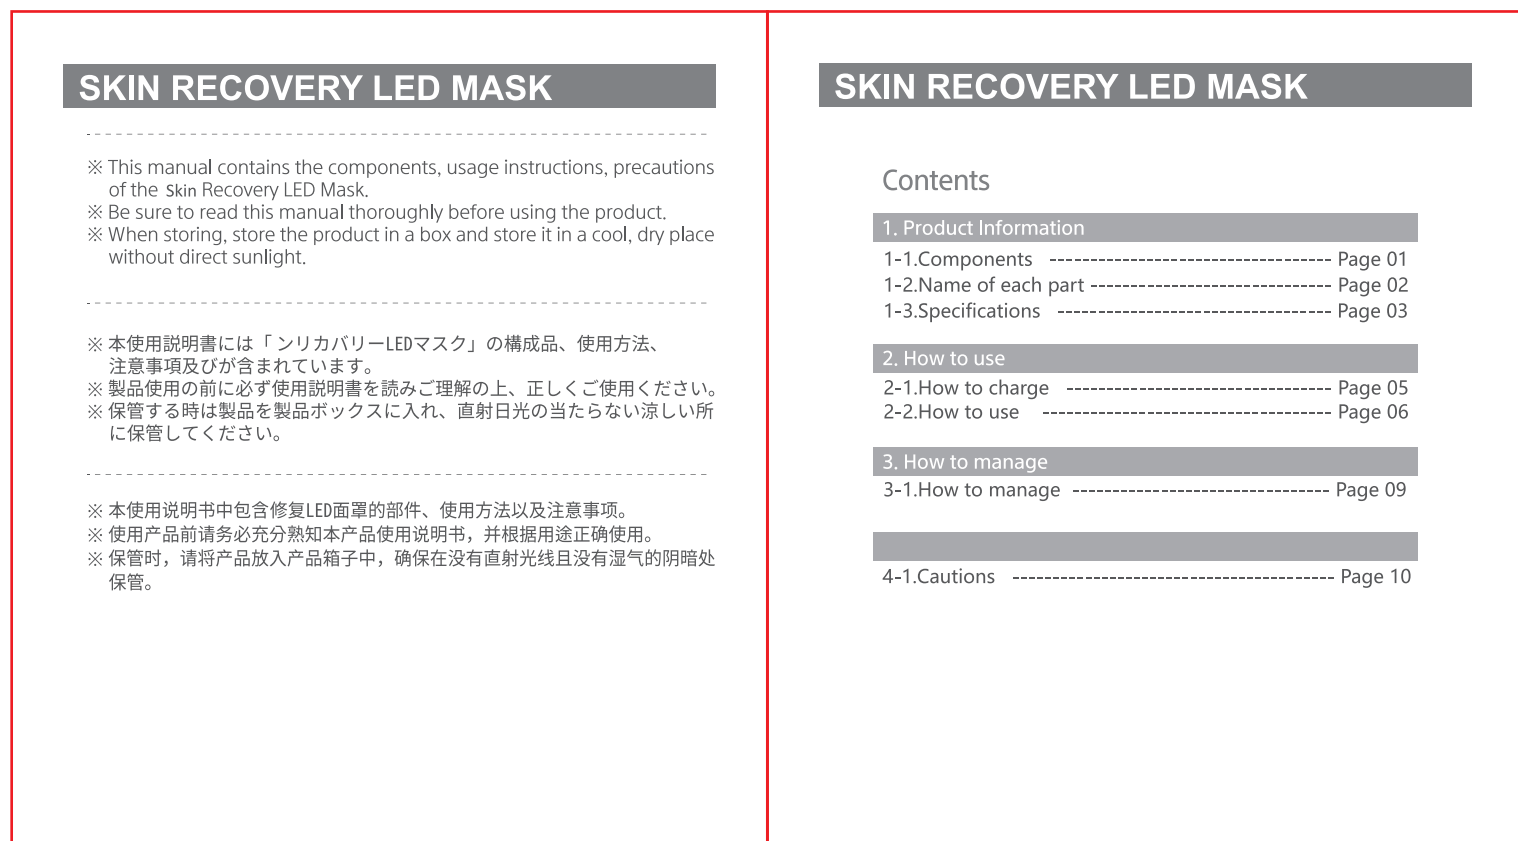 SKIN RECOVERY LED MASK
※ This manual contains the components, usage instructions, precautions
of the Skin Recovery LED Mask.
※ Be sure to read this manual thoroughly before using the product.
※ When storing, store the product in a box and store it in a cool, dry place
without direct sunlight.
※ 本使用説明書には「 ンリカバリーLEDマスク」の構成品、使用方法、
注意事項及びが含まれています。
※ 製品使用の前に必ず使用説明書を読みご理解の上、正しくご使用ください。
※ 保管する時は製品を製品ボックスに入れ、直射日光の当たらない涼しい所
に保管してください。
※ 本使用说明书中包含修复LED面罩的部件、使用方法以及注意事项。
※ 使用产品前请务必充分熟知本产品使用说明书，并根据用途正确使用。
※ 保管时，请将产品放入产品箱子中，确保在没有直射光线且没有湿气的阴暗处
保管。
SKIN RECOVERY LED MASK
Contents
1. Product Information
1-1.Components ----------------------------------- Page 01
1-2.Name of each part ------------------------------ Page 02
1-3.Specifications ---------------------------------- Page 03
2. How to use
2-1.How to charge --------------------------------- Page 05
2-2.How to use ------------------------------------ Page 06
3. How to manage
3-1.How to manage -------------------------------- Page 09
4-1.Cautions ---------------------------------------- Page 10